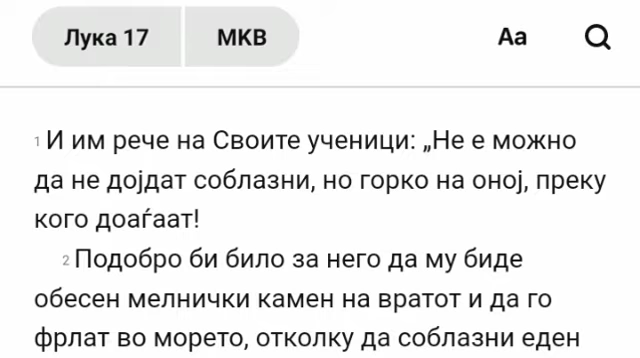 Лука 17 МКВ Aa
1 И им рече на Своите ученици: „Не е можно
да не дојдат соблазни, но горко на оној, преку
кого доаѓаат!
2 Подобро би било за него да му биде
обесен мелнички камен на вратот и да го
фрлат во морето, отколку да соблазни еден